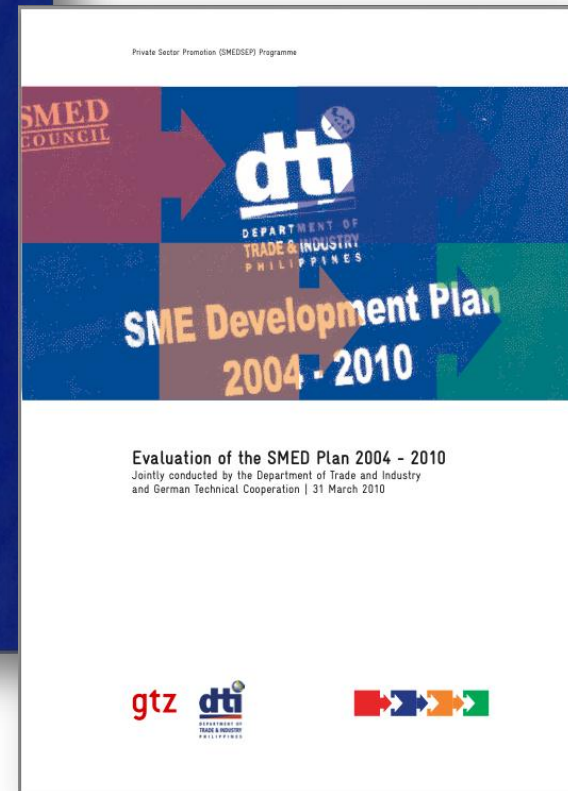 Private Sector Promotion (SMEDSEP) Programme
SMED
COUNCIL
dti
DEPARTMENT OF
TRADE & INDUSTRY
PHILIPPINES
SME Development Plan
2004 - 2010
Evaluation of the SMED Plan 2004 - 2010
Jointly conducted by the Department of Trade and Industry
and German Technical Cooperation | 31 March 2010
gtz
dti
DEPARTMENT OF
TRADE & INDUSTRY
PHILIPPINES